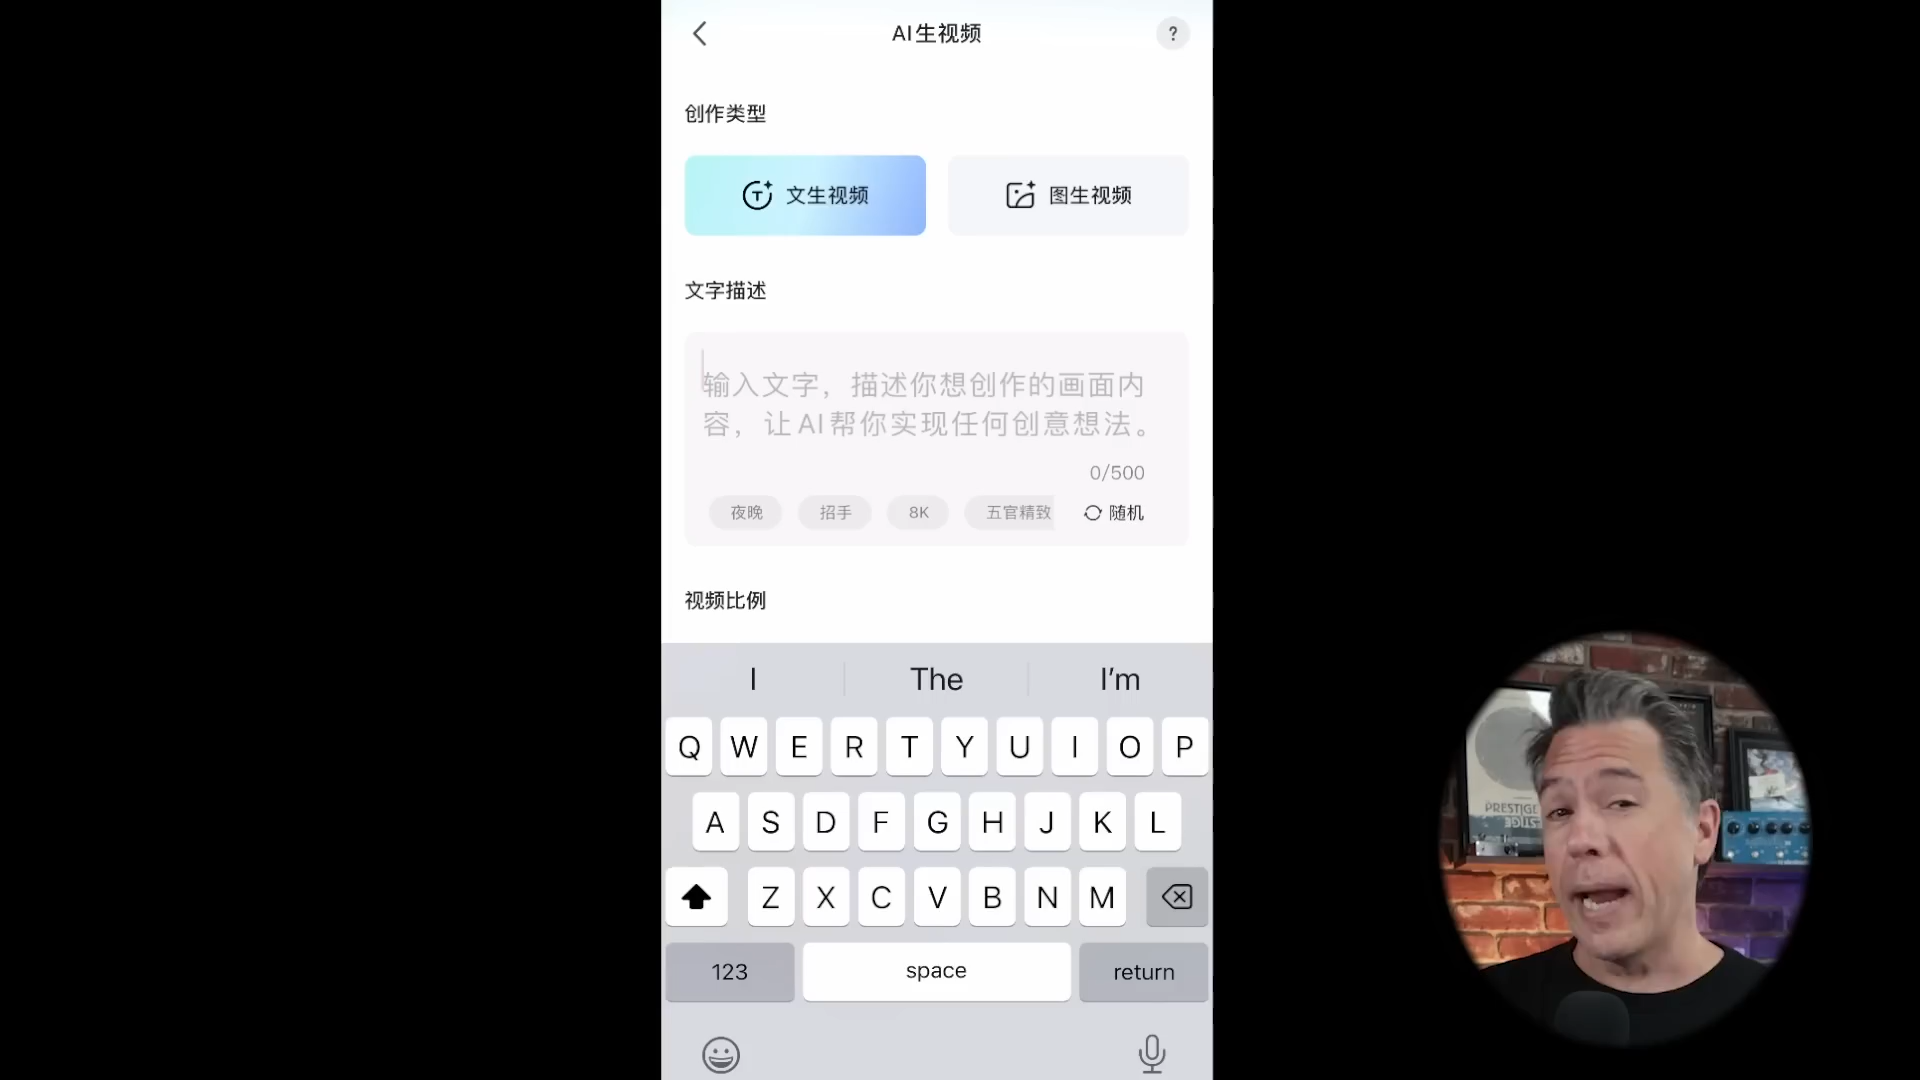 AI生视频
?
创作类型
文生视频
图生视频
文字描述
输入文字，描述你想创作的画面内
容，让AI帮你实现任何创意想法。
0/500
夜晚 招手 8K 五官精致 随机
视频比例
I The I’m
Q W E R T Y U I O P
A S D F G H J K L
Z X C V B N M
123 space return
PRESTIGE